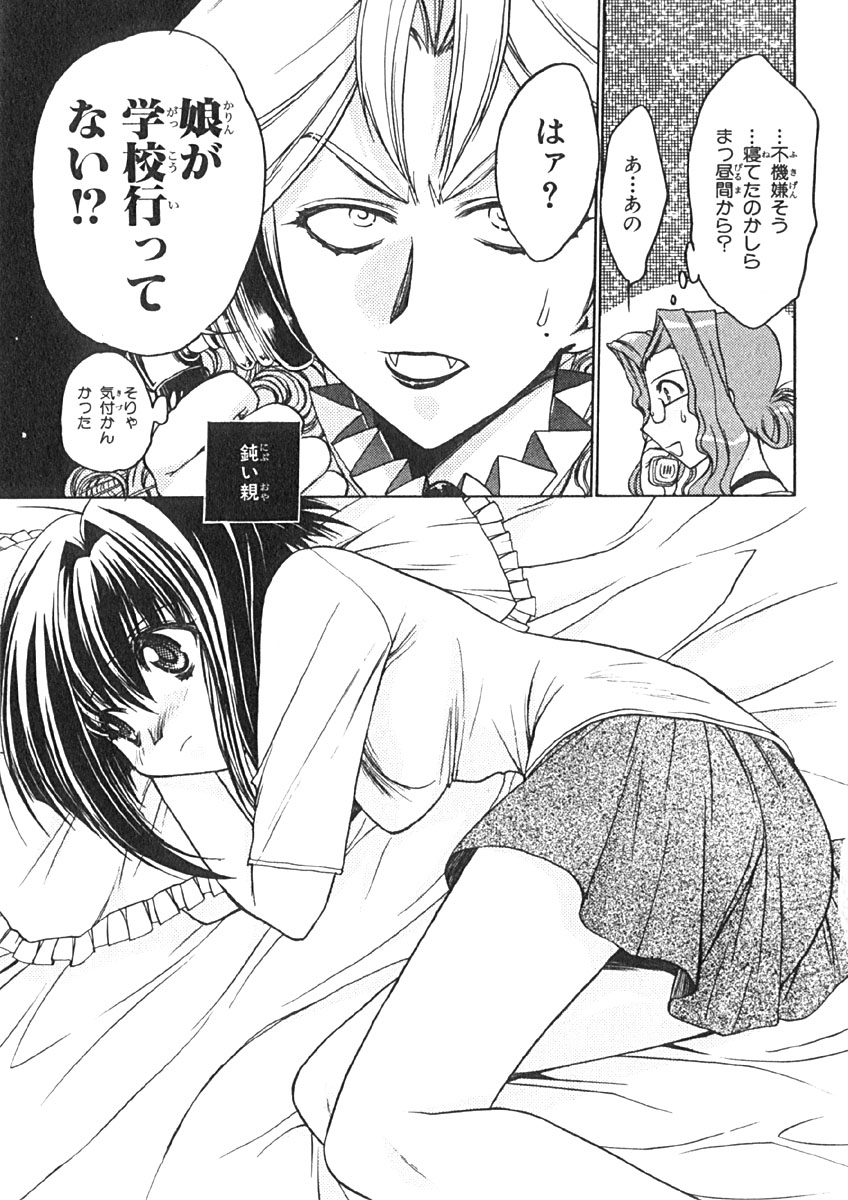 …不機嫌そう
…寝てたのかしら
まっ昼間から？
あ…あの
はァ？
娘が
学校行って
ない!?
そりゃ
気付かん
かった
鈍い親